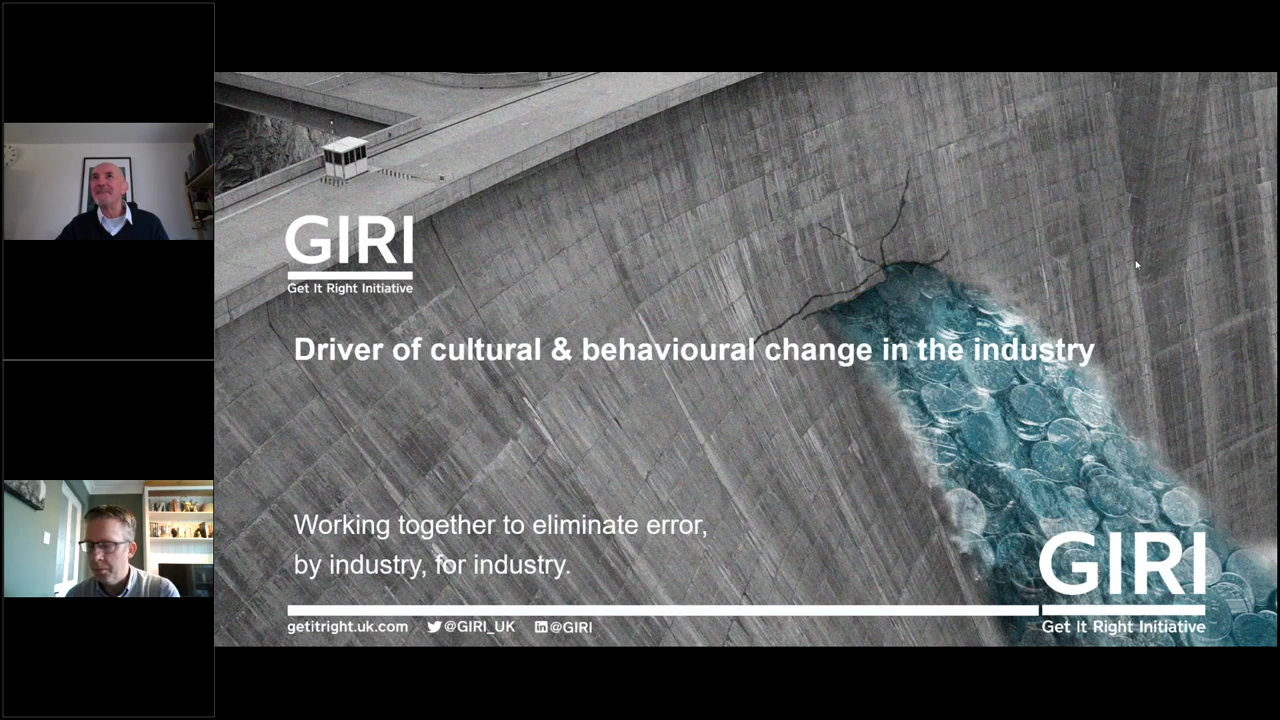 GIRI
Get It Right Initiative
Driver of cultural & behavioural change in the industry
Working together to eliminate error,
by industry, for industry.
GIRI
getitright.uk.com @GIRI_UK @GIRI
Get It Right Initiative